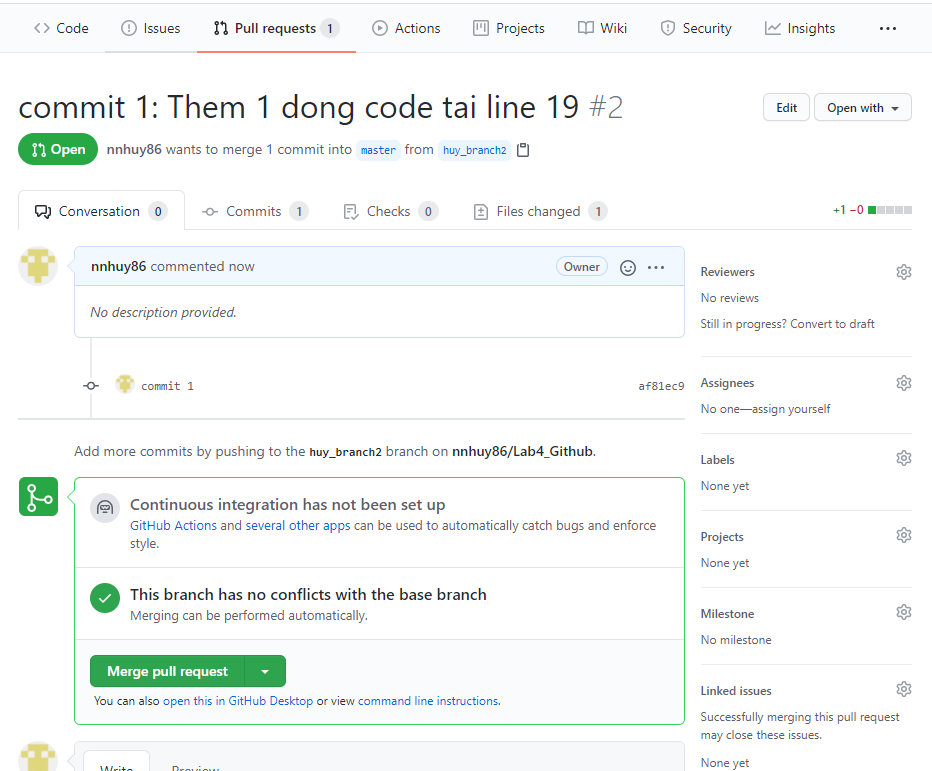 Code Issues Pull requests 1 Actions Projects Wiki Security Insights ...
commit 1: Them 1 dong code tai line 19 #2
Edit Open with
Open nnhuy86 wants to merge 1 commit into master from huy_branch2
Conversation 0 Commits 1 Checks 0 Files changed 1 +1 −0
nnhuy86 commented now Owner ...
No description provided.
commit 1 af81ec9
Add more commits by pushing to the huy_branch2 branch on nnhuy86/Lab4_Github.
Continuous integration has not been set up
GitHub Actions and several other apps can be used to automatically catch bugs and enforce
style.
This branch has no conflicts with the base branch
Merging can be performed automatically.
Merge pull request
You can also open this in GitHub Desktop or view command line instructions.
Write Preview
Reviewers
No reviews
Still in progress? Convert to draft
Assignees
No one—assign yourself
Labels
None yet
Projects
None yet
Milestone
No milestone
Linked issues
Successfully merging this pull request
may close these issues.
None yet